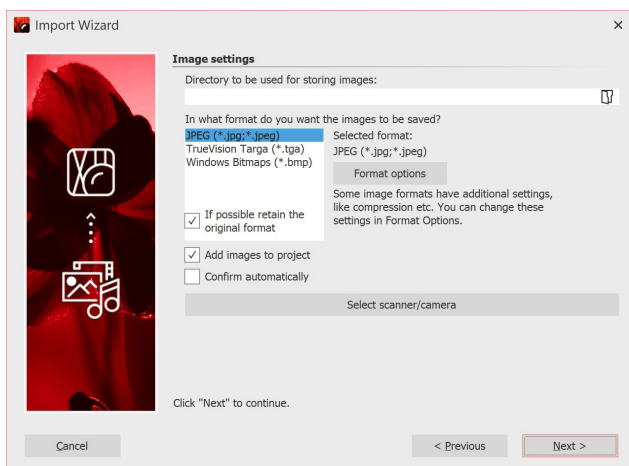 Import Wizard
Image settings
Directory to be used for storing images:
In what format do you want the images to be saved?
JPEG (*.jpg;*.jpeg)
TrueVision Targa (*.tga)
Windows Bitmaps (*.bmp)
If possible retain the
original format
Selected format:
JPEG (*.jpg;*.jpeg)
Format options
Some image formats have additional settings,
like compression etc. You can change these
settings in Format Options.
Add images to project
Confirm automatically
Select scanner/camera
Click "Next" to continue.
Cancel
< Previous
Next >